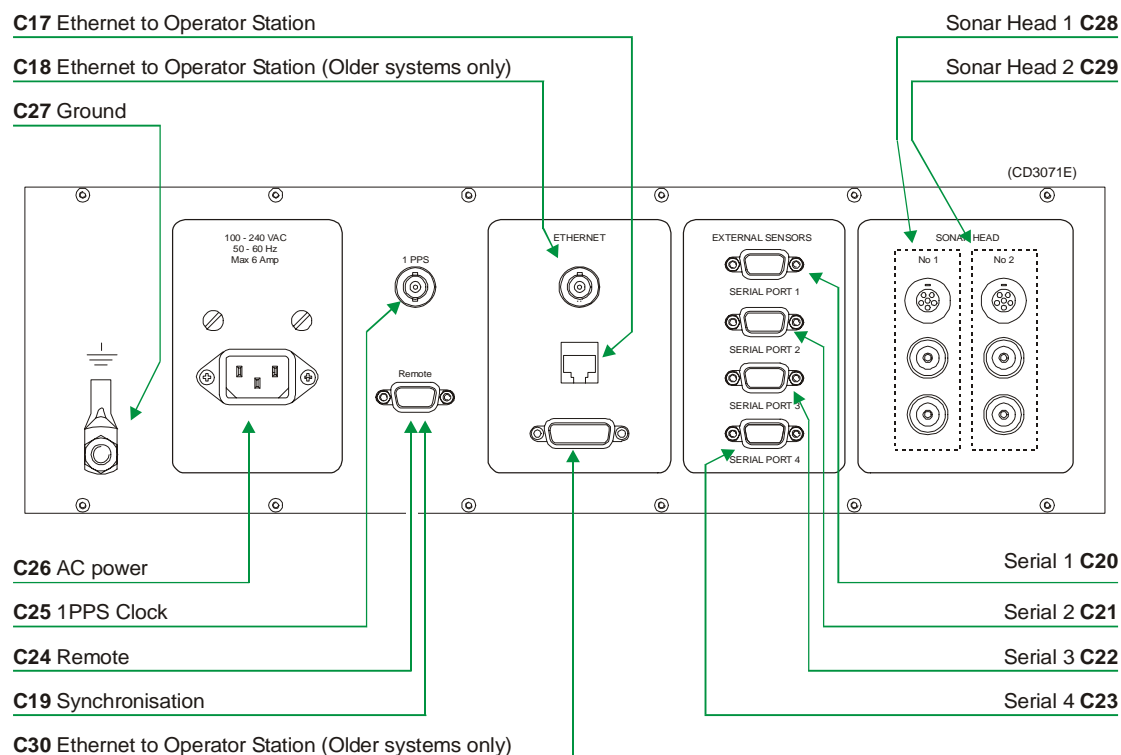 C17 Ethernet to Operator Station
Sonar Head 1 C28
C18 Ethernet to Operator Station (Older systems only)
Sonar Head 2 C29
C27 Ground
(CD3071E)
100 - 240 VAC
50 - 60 Hz
Max 6 Amp
1 PPS
ETHERNET
EXTERNAL SENSORS
SONAR HEAD
No 1
No 2
SERIAL PORT 1
SERIAL PORT 2
Remote
SERIAL PORT 3
SERIAL PORT 4
C26 AC power
Serial 1 C20
C25 1PPS Clock
Serial 2 C21
C24 Remote
Serial 3 C22
C19 Synchronisation
Serial 4 C23
C30 Ethernet to Operator Station (Older systems only)